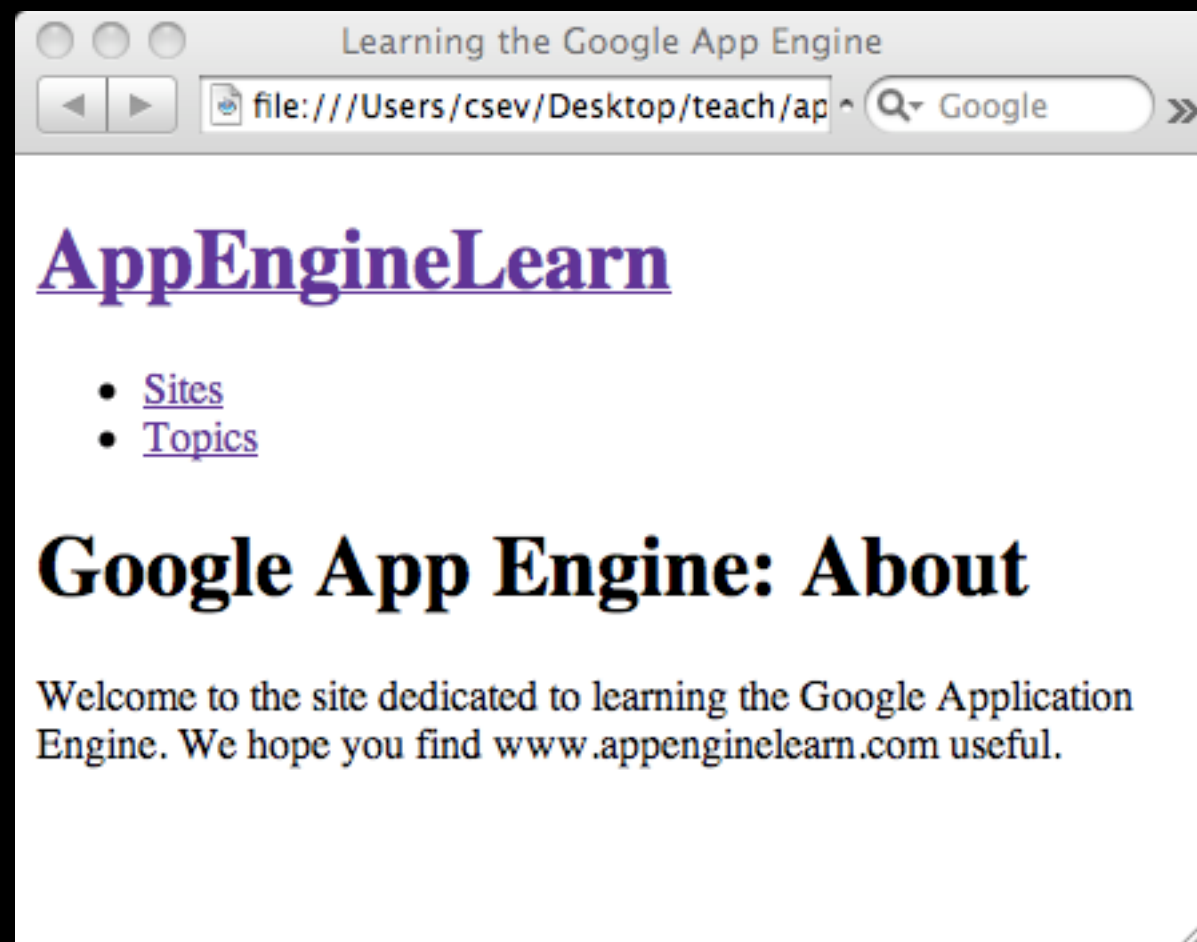 Learning the Google App Engine
file:///Users/csev/Desktop/teach/ap
Google
AppEngineLearn
Sites
Topics
Google App Engine: About
Welcome to the site dedicated to learning the Google Application
Engine. We hope you find www.appenginelearn.com useful.